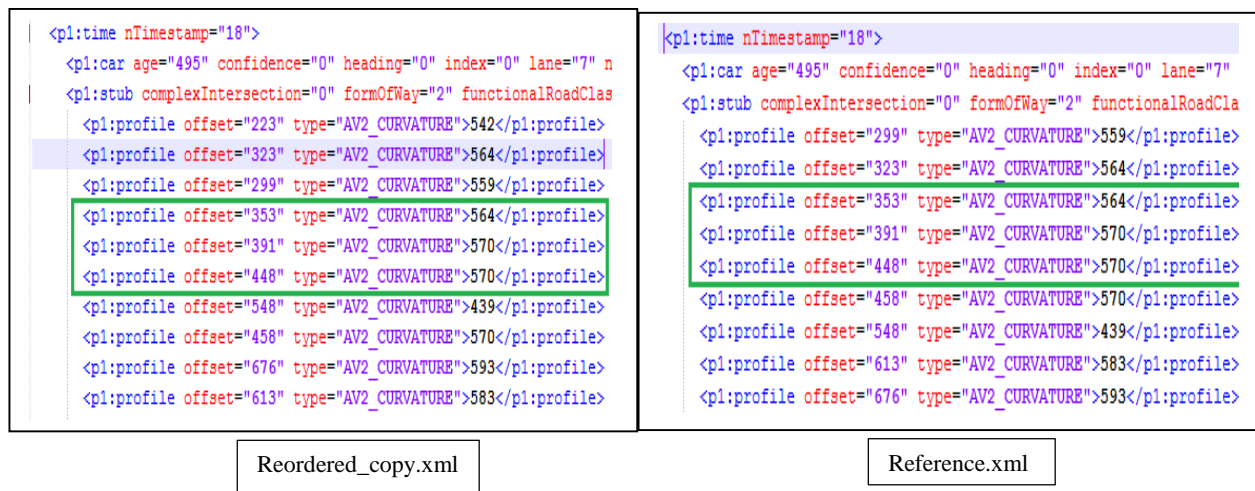 <p1:time nTimestamp="18">
<p1:car age="495" confidence="0" heading="0" index="0" lane="7" n
<p1:stub complexIntersection="0" formOfWay="2" functionalRoadClas
<p1:profile offset="223" type="AV2_CURVATURE">542</p1:profile>
<p1:profile offset="323" type="AV2_CURVATURE">564</p1:profile>
<p1:profile offset="299" type="AV2_CURVATURE">559</p1:profile>
<p1:profile offset="353" type="AV2_CURVATURE">564</p1:profile>
<p1:profile offset="391" type="AV2_CURVATURE">570</p1:profile>
<p1:profile offset="448" type="AV2_CURVATURE">570</p1:profile>
<p1:profile offset="548" type="AV2_CURVATURE">439</p1:profile>
<p1:profile offset="458" type="AV2_CURVATURE">570</p1:profile>
<p1:profile offset="676" type="AV2_CURVATURE">593</p1:profile>
<p1:profile offset="613" type="AV2_CURVATURE">583</p1:profile>
Reordered_copy.xml
<p1:time nTimestamp="18">
<p1:car age="495" confidence="0" heading="0" index="0" lane="7"
<p1:stub complexIntersection="0" formOfWay="2" functionalRoadCla
<p1:profile offset="299" type="AV2_CURVATURE">559</p1:profile>
<p1:profile offset="323" type="AV2_CURVATURE">564</p1:profile>
<p1:profile offset="353" type="AV2_CURVATURE">564</p1:profile>
<p1:profile offset="391" type="AV2_CURVATURE">570</p1:profile>
<p1:profile offset="448" type="AV2_CURVATURE">570</p1:profile>
<p1:profile offset="458" type="AV2_CURVATURE">570</p1:profile>
<p1:profile offset="548" type="AV2_CURVATURE">439</p1:profile>
<p1:profile offset="613" type="AV2_CURVATURE">583</p1:profile>
<p1:profile offset="676" type="AV2_CURVATURE">593</p1:profile>
Reference.xml